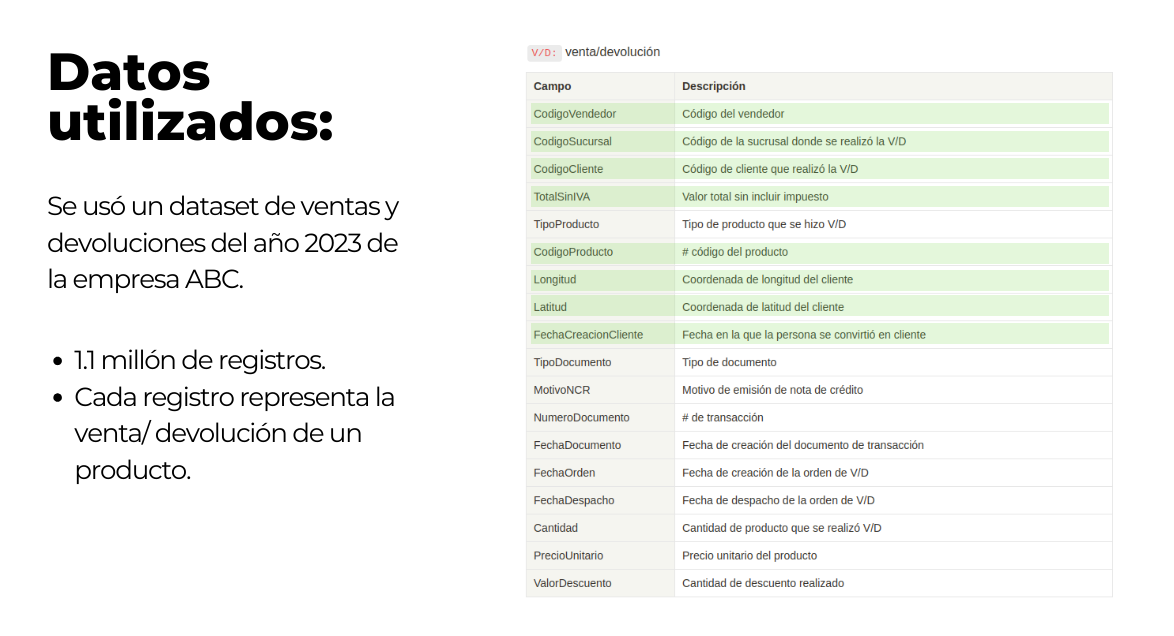 Datos
utilizados:
Se usó un dataset de ventas y
devoluciones del año 2023 de
la empresa ABC.
• 1.1 millón de registros.
• Cada registro representa la
venta/ devolución de un
producto.
V/D: venta/devolución
Campo Descripción
CodigoVendedor Código del vendedor
CodigoSucursal Código de la sucrusal donde se realizó la V/D
CodigoCliente Código de cliente que realizó la V/D
TotalSinIVA Valor total sin incluir impuesto
TipoProducto Tipo de producto que se hizo V/D
CodigoProducto # código del producto
Longitud Coordenada de longitud del cliente
Latitud Coordenada de latitud del cliente
FechaCreacionCliente Fecha en la que la persona se convirtió en cliente
TipoDocumento Tipo de documento
MotivoNCR Motivo de emisión de nota de crédito
NumeroDocumento # de transacción
FechaDocumento Fecha de creación del documento de transacción
FechaOrden Fecha de creación de la orden de V/D
FechaDespacho Fecha de despacho de la orden de V/D
Cantidad Cantidad de producto que se realizó V/D
PrecioUnitario Precio unitario del producto
ValorDescuento Cantidad de descuento realizado